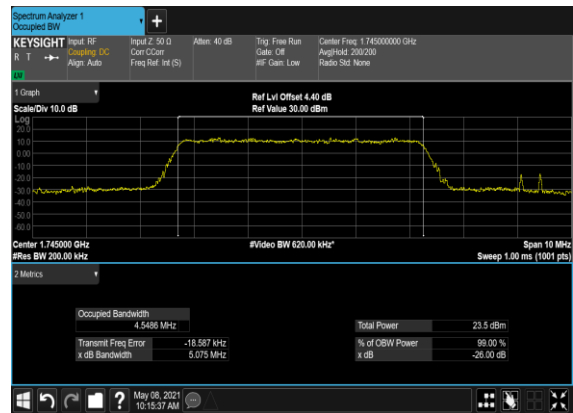 Spectrum Analyzer 1
Occupied BW
KEYSIGHT
R T
LXI
Input: RF
Coupling: DC
Align: Auto
Input Z: 50 Ω
Corr CCorr
Freq Ref: Int (S)
Atten: 40 dB
Trig: Free Run
Gate: Off
#IF Gain: Low
Center Freq: 1.745000000 GHz
Avg|Hold: 200/200
Radio Std: None
1 Graph
Scale/Div 10.0 dB
Ref Lvl Offset 4.40 dB
Ref Value 30.00 dBm
Log
20.0
10.0
0.00
-10.0
-20.0
-30.0
-40.0
-50.0
-60.0
Center 1.745000 GHz
#Res BW 200.00 kHz
#Video BW 620.00 kHz*
Span 10 MHz
Sweep 1.00 ms (1001 pts)
2 Metrics
Occupied Bandwidth
4.5486 MHz
Transmit Freq Error -18.587 kHz
x dB Bandwidth 5.075 MHz
Total Power 23.5 dBm
% of OBW Power 99.00 %
x dB -26.00 dB
?
May 08, 2021
10:15:37 AM